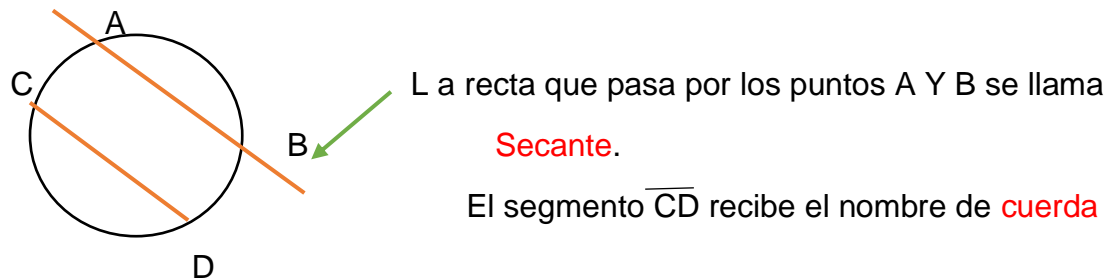 A
C
L a recta que pasa por los puntos A Y B se llama
B
Secante.
El segmento CD recibe el nombre de cuerda
D